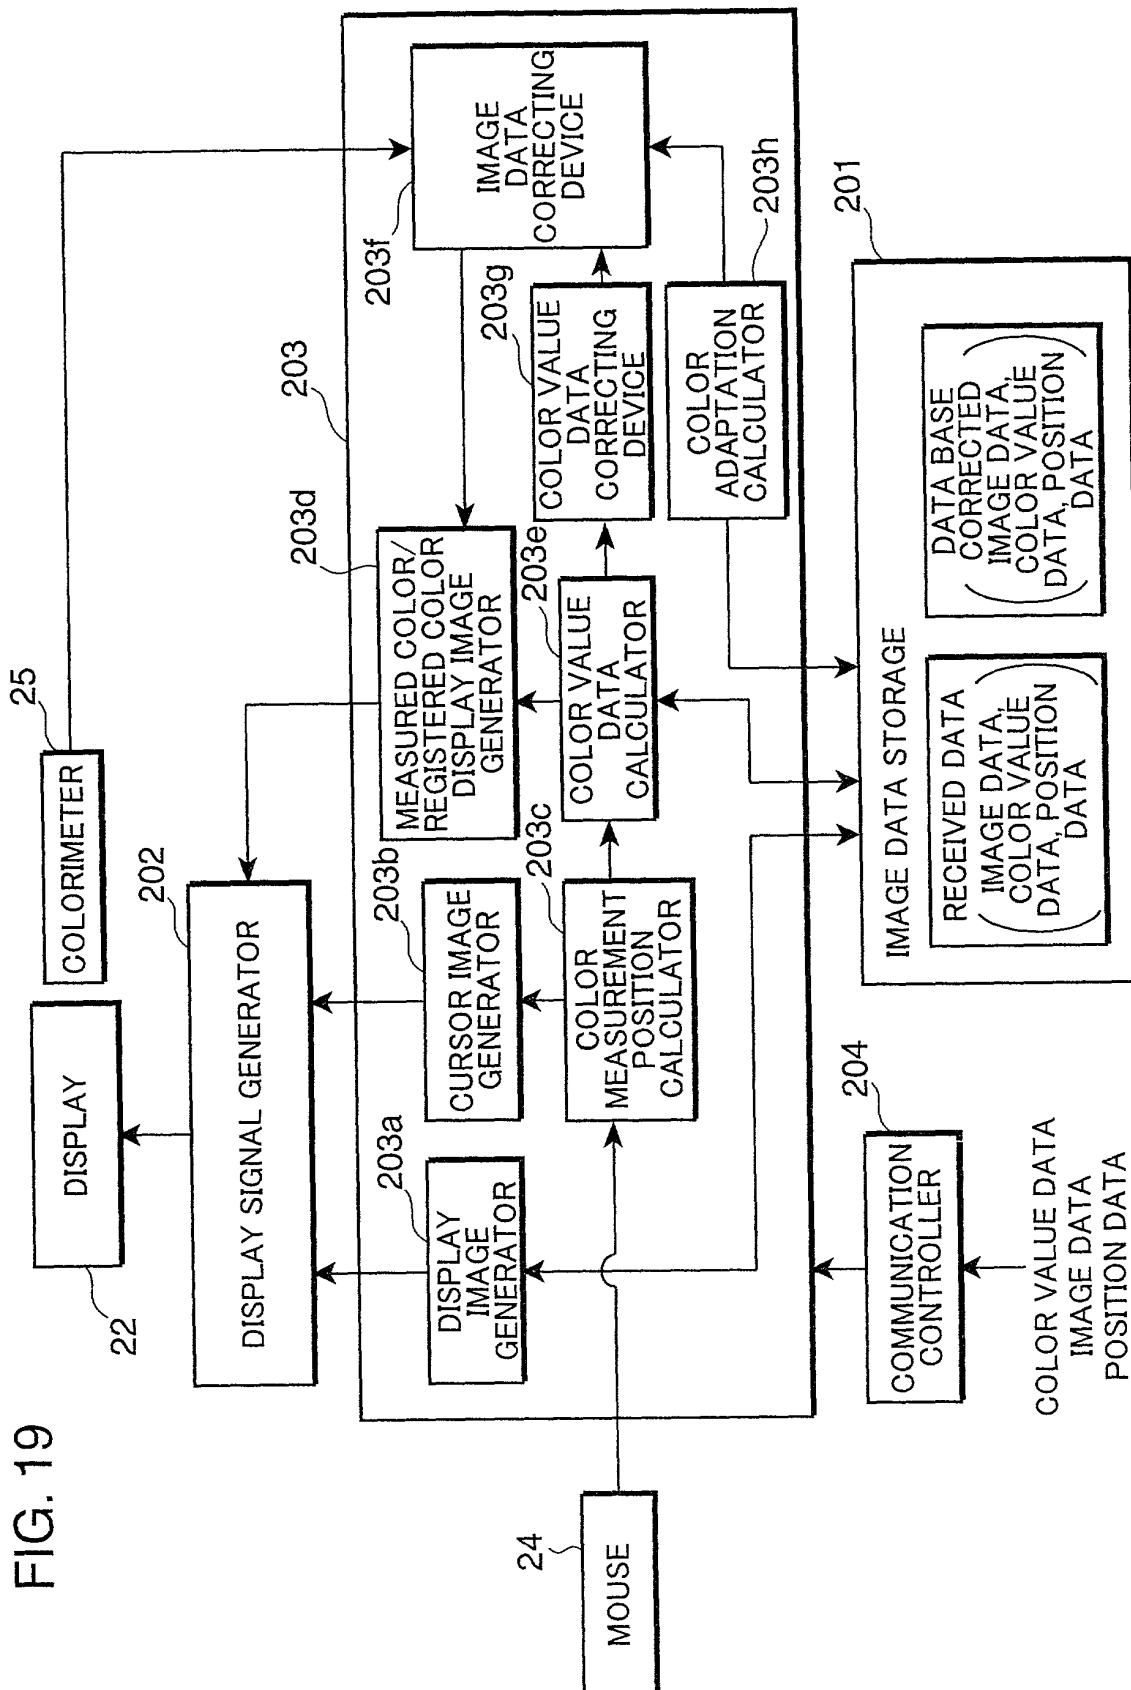 FIG. 19
22
DISPLAY
25
COLORIMETER
202
DISPLAY SIGNAL GENERATOR
203
203a
DISPLAY
IMAGE
GENERATOR
203b
CURSOR IMAGE
GENERATOR
203d
MEASURED COLOR/
REGISTERED COLOR
DISPLAY IMAGE
GENERATOR
203f
IMAGE
DATA
CORRECTING
DEVICE
24
MOUSE
203c
COLOR
MEASUREMENT
POSITION
CALCULATOR
203e
COLOR VALUE
DATA
CALCULATOR
203g
COLOR VALUE
DATA
CORRECTING
DEVICE
203h
COLOR
ADAPTATION
CALCULATOR
204
COMMUNICATION
CONTROLLER
COLOR VALUE DATA
IMAGE DATA
POSITION DATA
201
IMAGE DATA STORAGE
RECEIVED DATA
(IMAGE DATA,
COLOR VALUE
DATA, POSITION
DATA)
DATA BASE
(CORRECTED
IMAGE DATA,
COLOR VALUE
DATA, POSITION
DATA)